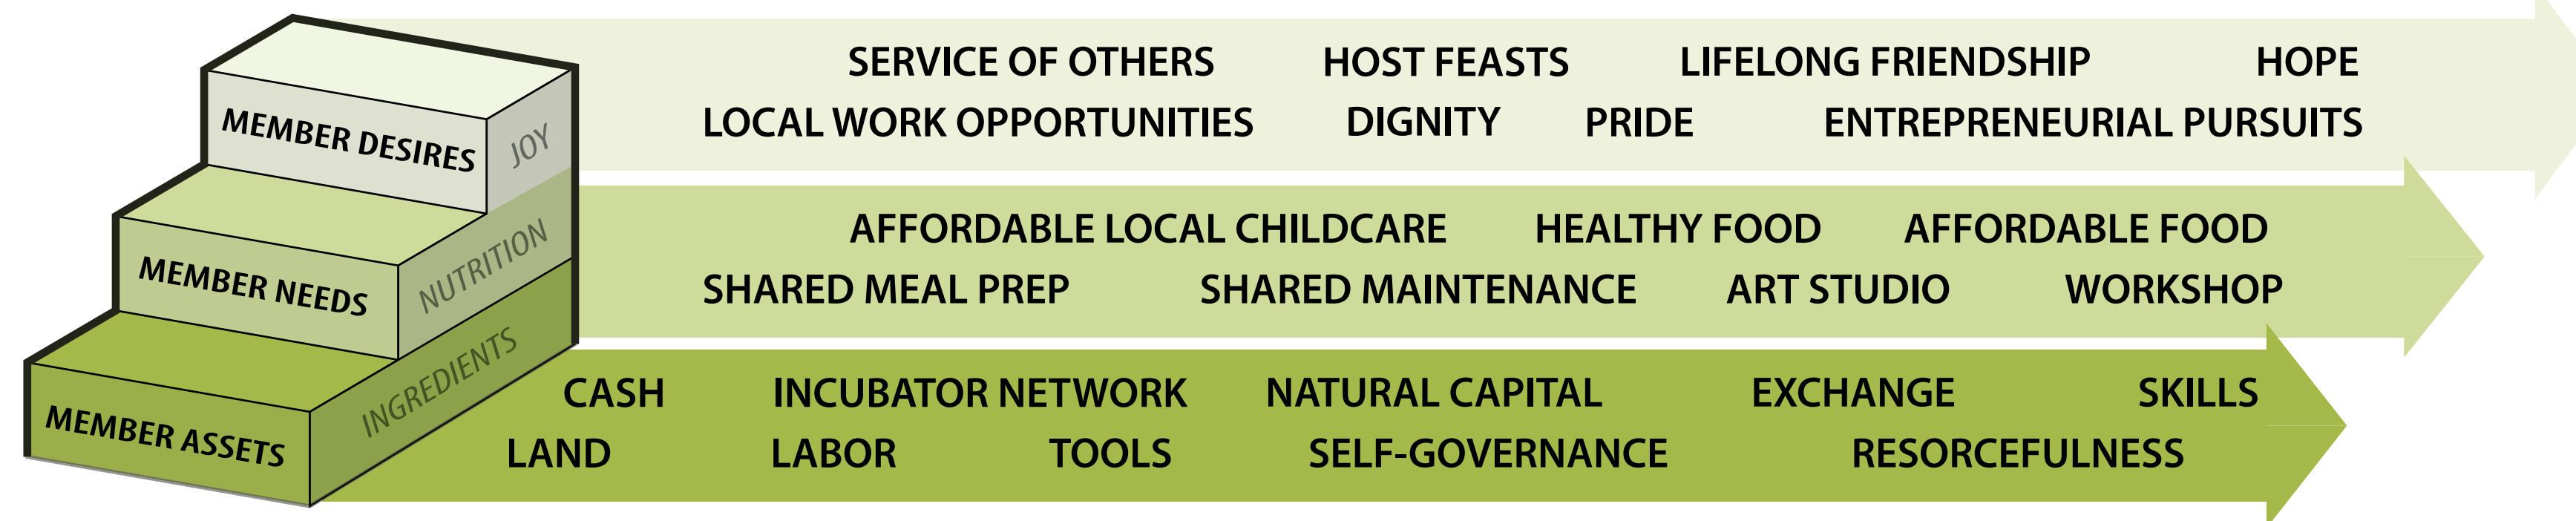 SERVICE OF OTHERS HOST FEASTS LIFELONG FRIENDSHIP HOPE
LOCAL WORK OPPORTUNITIES DIGNITY PRIDE ENTREPRENEURIAL PURSUITS
MEMBER DESIRES
JOY
AFFORDABLE LOCAL CHILDCARE HEALTHY FOOD AFFORDABLE FOOD
SHARED MEAL PREP SHARED MAINTENANCE ART STUDIO WORKSHOP
MEMBER NEEDS
NUTRITION
CASH INCUBATOR NETWORK NATURAL CAPITAL EXCHANGE SKILLS
LAND LABOR TOOLS SELF-GOVERNANCE RESORCEFULNESS
MEMBER ASSETS
INGREDIENTS